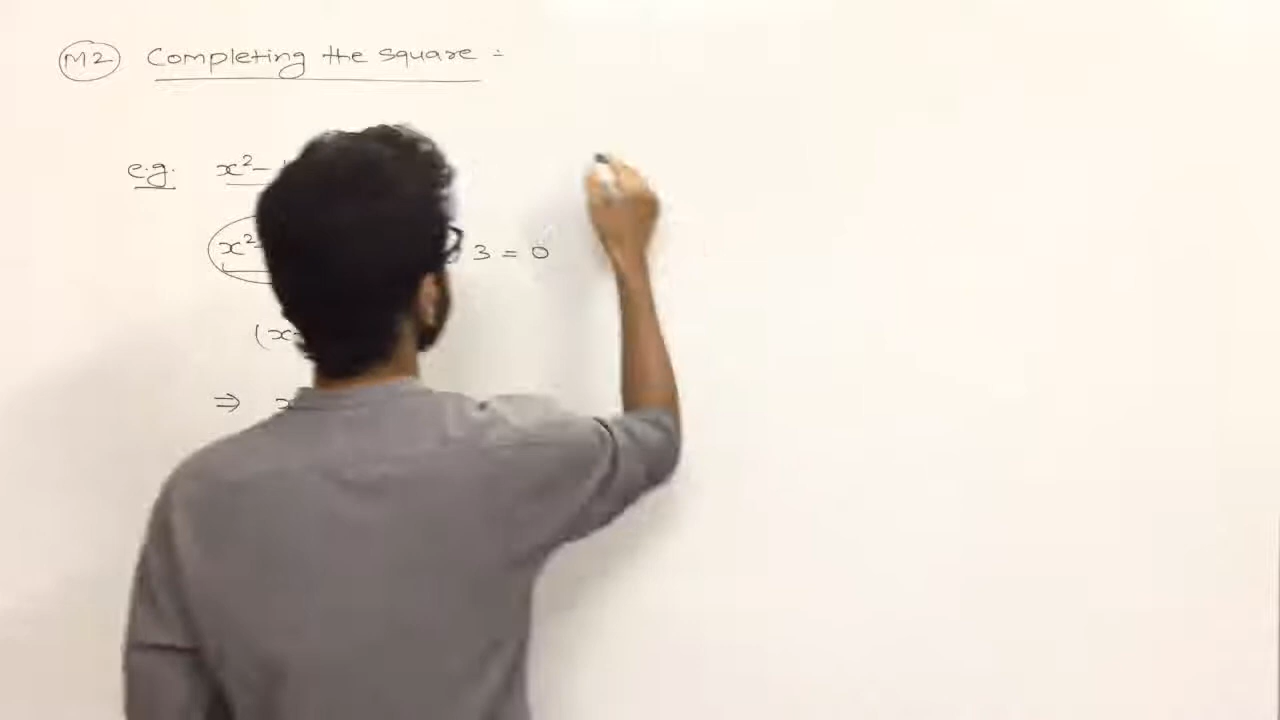 M2 Completing the square :
e.g. x² -
x² - 3 = 0
(x-
⇒ x